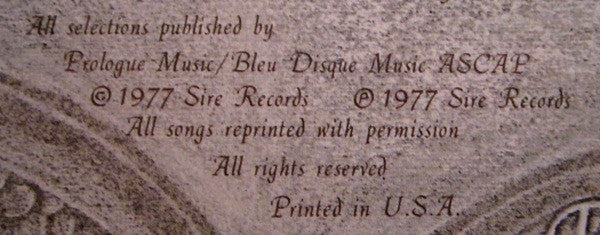 All selections published by
Prologue Music/Bleu Disque Music ASCAP
© 1977 Sire Records ℗ 1977 Sire Records
All songs reprinted with permission
All rights reserved
Printed in U.S.A.